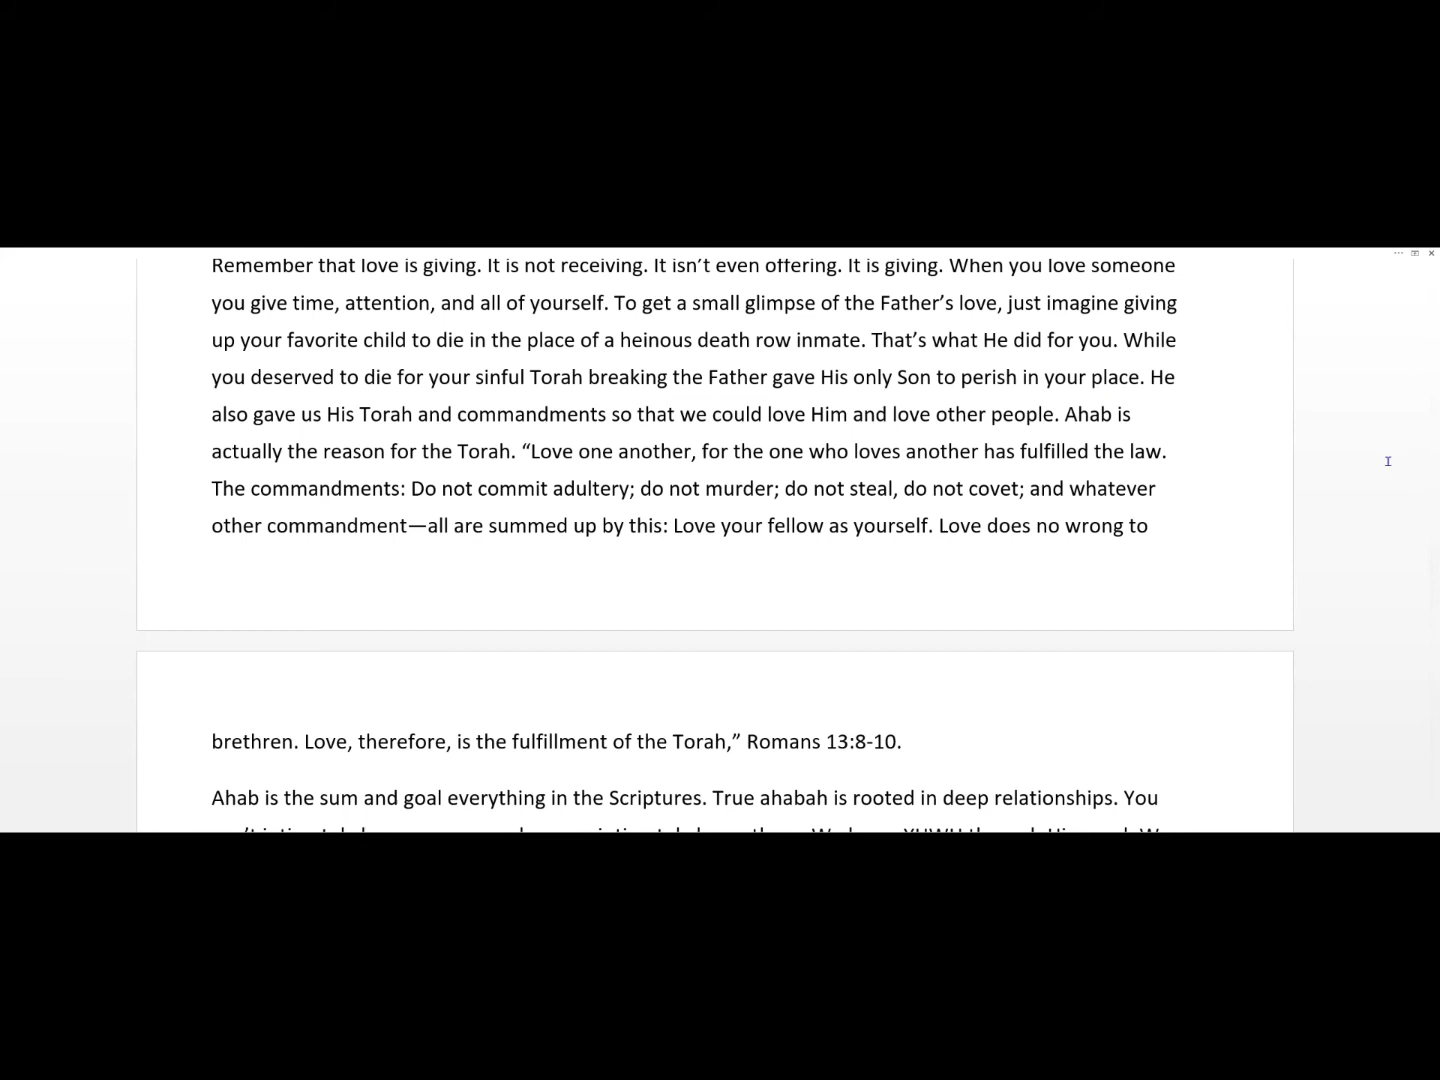 Remember that love is giving. It is not receiving. It isn’t even offering. It is giving. When you love someone
you give time, attention, and all of yourself. To get a small glimpse of the Father’s love, just imagine giving
up your favorite child to die in the place of a heinous death row inmate. That’s what He did for you. While
you deserved to die for your sinful Torah breaking the Father gave His only Son to perish in your place. He
also gave us His Torah and commandments so that we could love Him and love other people. Ahab is
actually the reason for the Torah. “Love one another, for the one who loves another has fulfilled the law.
The commandments: Do not commit adultery; do not murder; do not steal, do not covet; and whatever
other commandment—all are summed up by this: Love your fellow as yourself. Love does no wrong to
brethren. Love, therefore, is the fulfillment of the Torah,” Romans 13:8-10.
Ahab is the sum and goal everything in the Scriptures. True ahabah is rooted in deep relationships. You